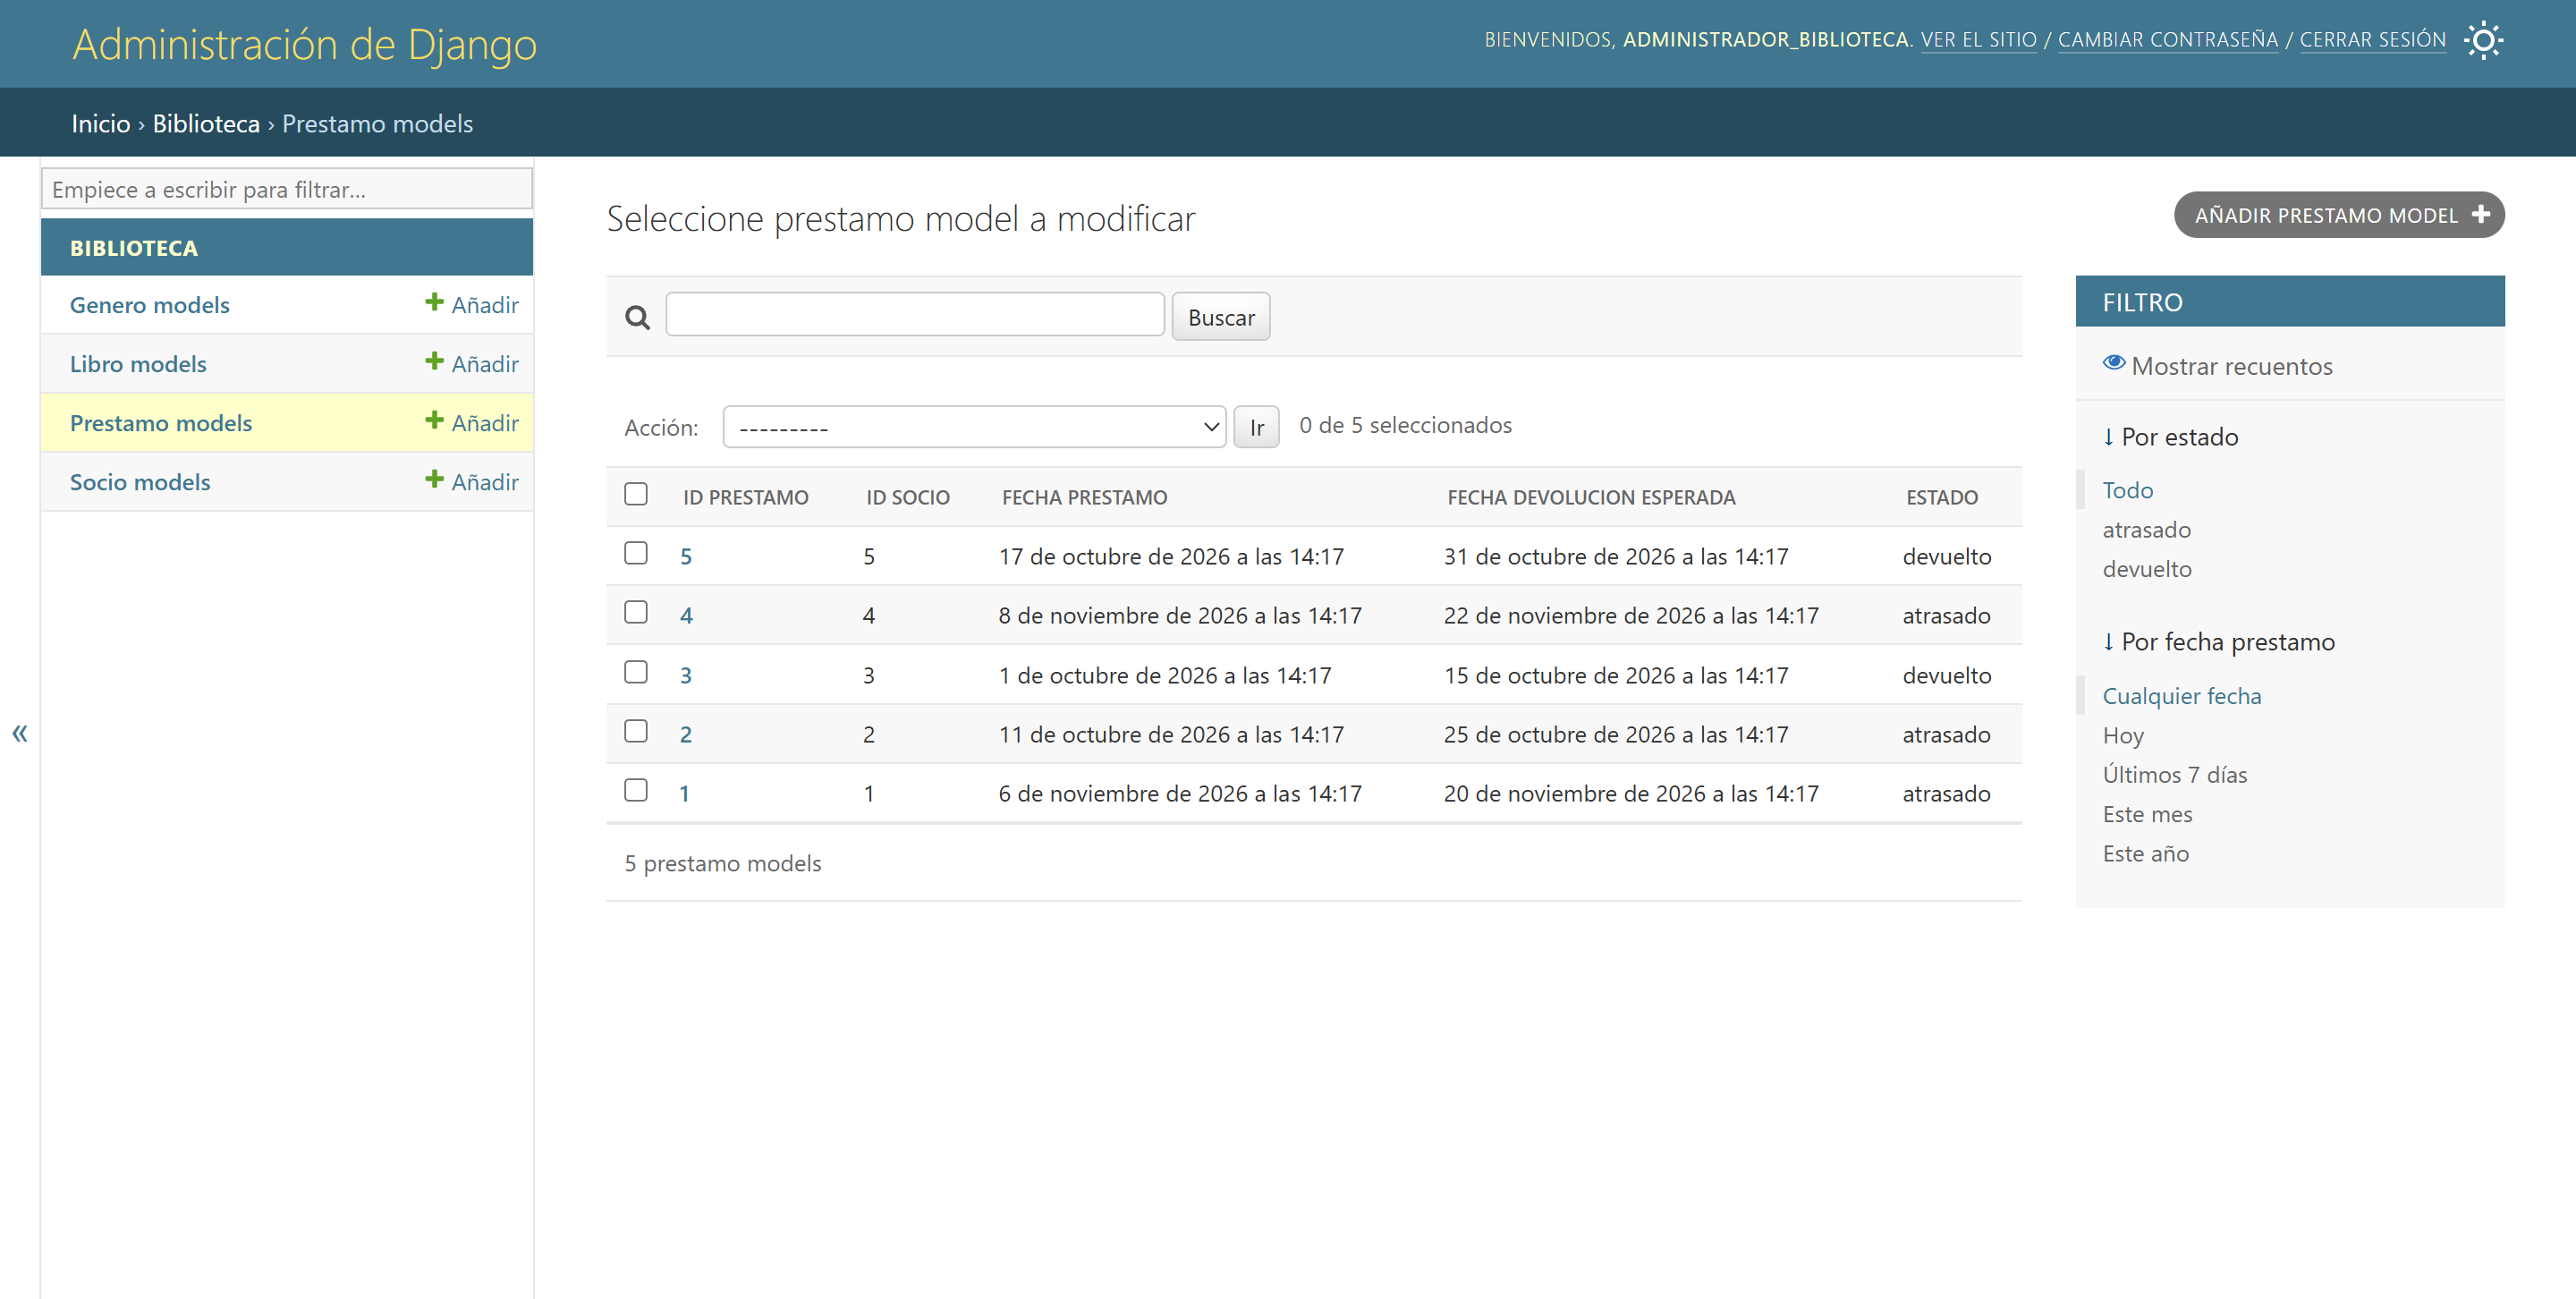 Administración de Django
BIENVENIDOS, ADMINISTRADOR_BIBLIOTECA. VER EL SITIO / CAMBIAR CONTRASEÑA / CERRAR SESIÓN
Inicio › Biblioteca › Prestamo models
Empiece a escribir para filtrar...
BIBLIOTECA
Genero models + Añadir
Libro models + Añadir
Prestamo models + Añadir
Socio models + Añadir
«
Seleccione prestamo model a modificar
AÑADIR PRESTAMO MODEL +
Buscar
Acción: --------- Ir 0 de 5 seleccionados
ID PRESTAMO ID SOCIO FECHA PRESTAMO FECHA DEVOLUCION ESPERADA ESTADO
5 5 17 de octubre de 2026 a las 14:17 31 de octubre de 2026 a las 14:17 devuelto
4 4 8 de noviembre de 2026 a las 14:17 22 de noviembre de 2026 a las 14:17 atrasado
3 3 1 de octubre de 2026 a las 14:17 15 de octubre de 2026 a las 14:17 devuelto
2 2 11 de octubre de 2026 a las 14:17 25 de octubre de 2026 a las 14:17 atrasado
1 1 6 de noviembre de 2026 a las 14:17 20 de noviembre de 2026 a las 14:17 atrasado
5 prestamo models
FILTRO
Mostrar recuentos
↓ Por estado
Todo
atrasado
devuelto
↓ Por fecha prestamo
Cualquier fecha
Hoy
Últimos 7 días
Este mes
Este año